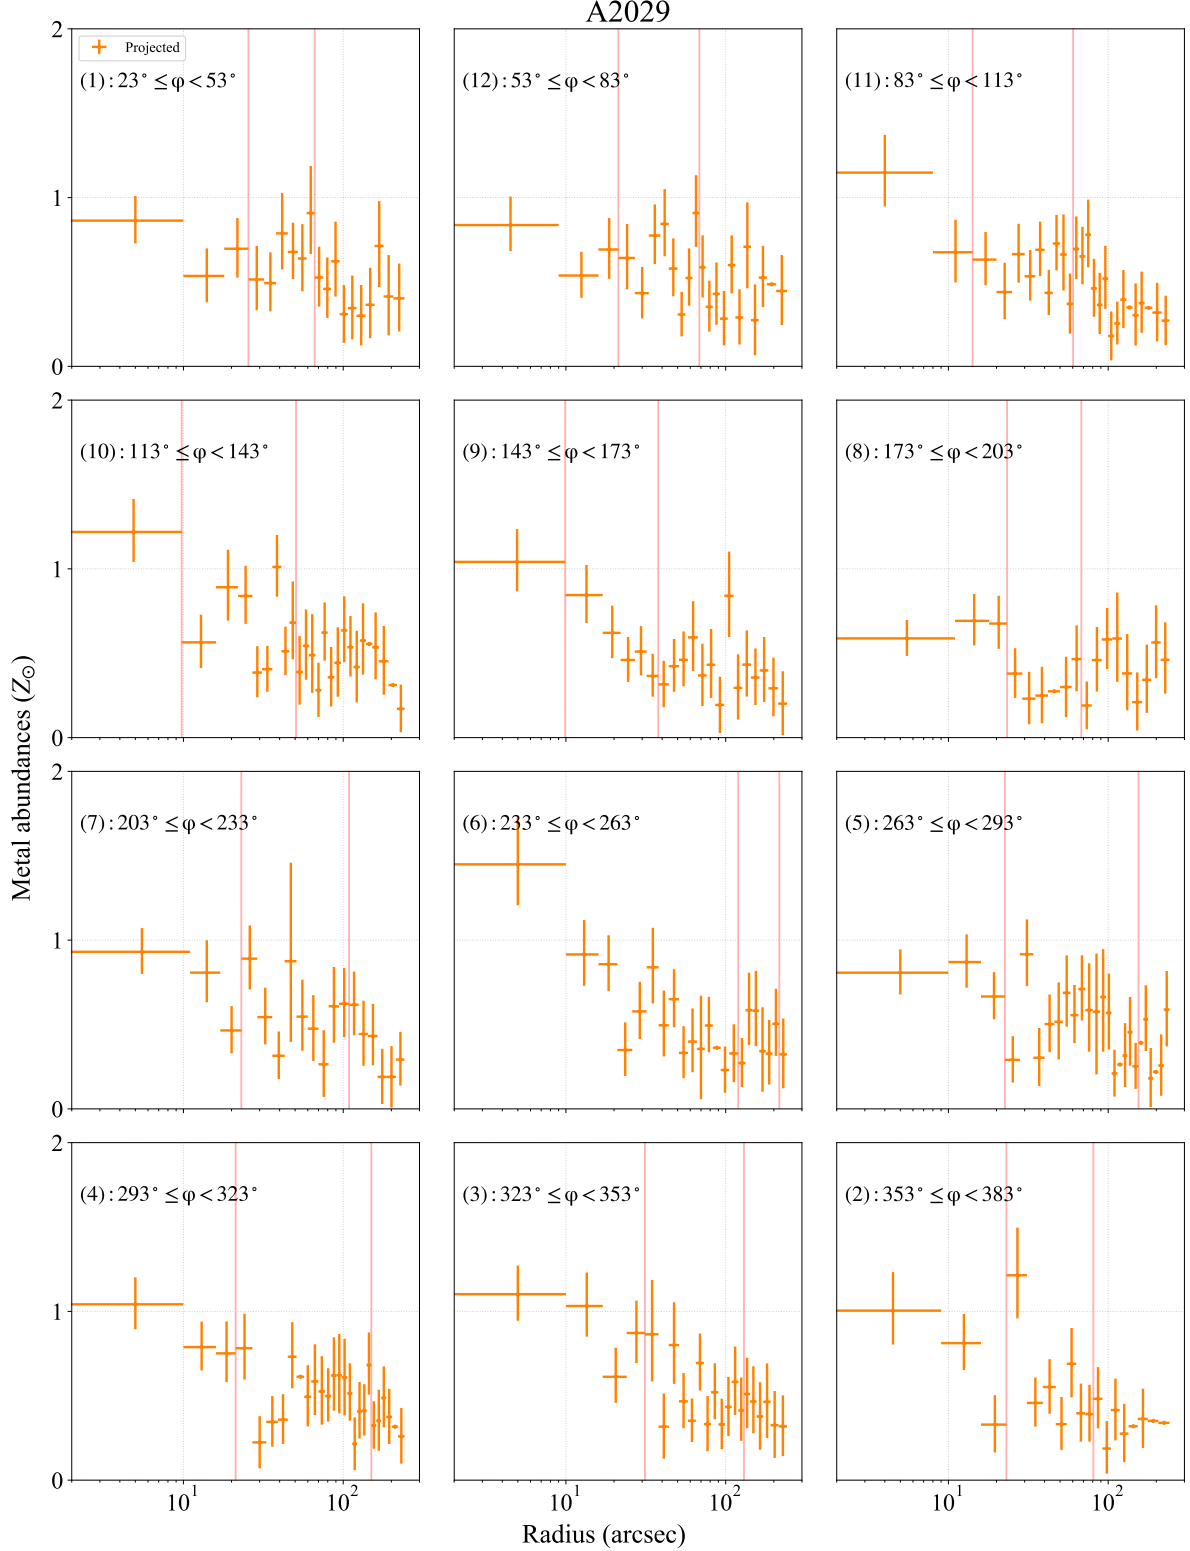 A2029
2
Projected
(1) : 23° ≤ φ < 53°
(12) : 53° ≤ φ < 83°
(11) : 83° ≤ φ < 113°
1
0
2
(10) : 113° ≤ φ < 143°
(9) : 143° ≤ φ < 173°
(8) : 173° ≤ φ < 203°
1
0
Metal abundances (Z⊙)
2
(7) : 203° ≤ φ < 233°
(6) : 233° ≤ φ < 263°
(5) : 263° ≤ φ < 293°
1
0
2
(4) : 293° ≤ φ < 323°
(3) : 323° ≤ φ < 353°
(2) : 353° ≤ φ < 383°
1
0
10¹ 10² 10¹ 10² 10¹ 10²
Radius (arcsec)